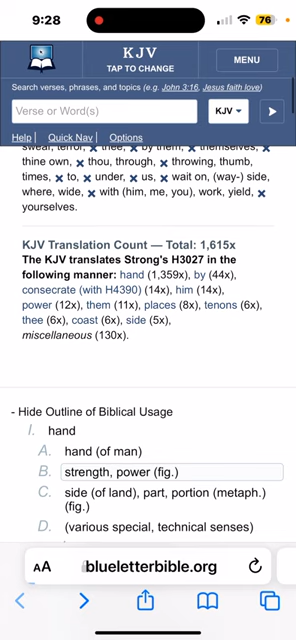 9:28
76
KJV
TAP TO CHANGE
MENU
Search verses, phrases, and topics (e.g. John 3:16, Jesus faith love)
Verse or Word(s)
KJV
Help | Quick Nav | Options
swear, terror, × thee, × by them, × themselves, ×
thine own, × thou, through, × throwing, thumb,
times, × to, × under, × us, × wait on, (way-) side,
where, wide, × with (him, me, you), work, yield, ×
yourselves.
KJV Translation Count — Total: 1,615x
The KJV translates Strong's H3027 in the
following manner: hand (1,359x), by (44x),
consecrate (with H4390) (14x), him (14x),
power (12x), them (11x), places (8x), tenons (6x),
thee (6x), coast (6x), side (5x),
miscellaneous (130x).
- Hide Outline of Biblical Usage
I. hand
A. hand (of man)
B. strength, power (fig.)
C. side (of land), part, portion (metaph.)
(fig.)
D. (various special, technical senses)
AA blueletterbible.org